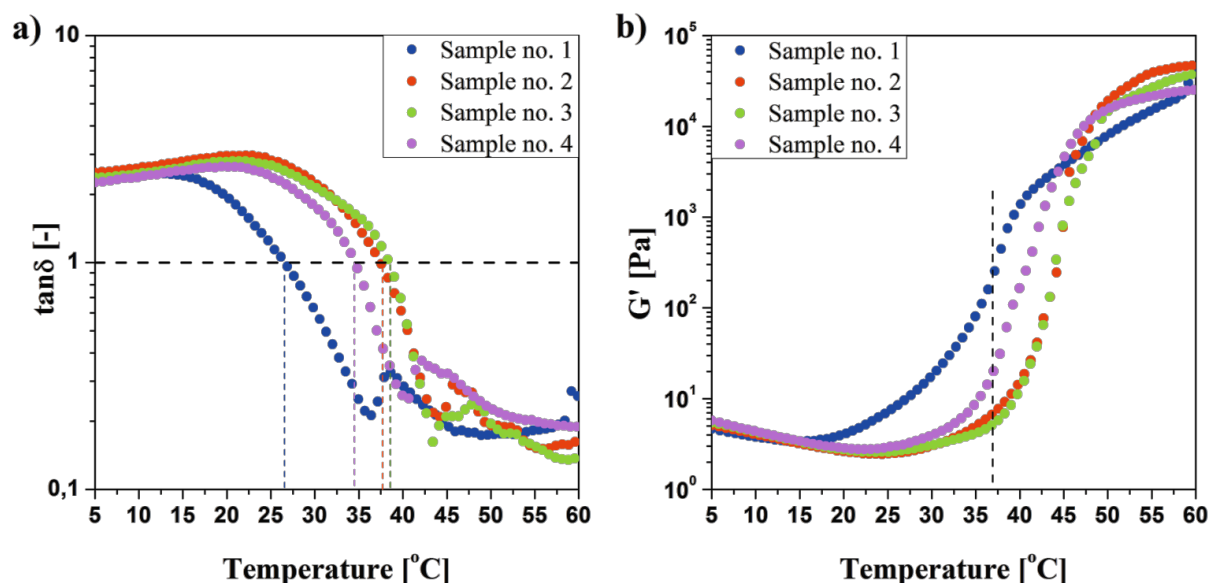 a)
10
1
0,1
tanδ [-]
Sample no. 1
Sample no. 2
Sample no. 3
Sample no. 4
5 10 15 20 25 30 35 40 45 50 55 60
Temperature [°C]
b)
10⁵
10⁴
10³
10²
10¹
10⁰
G' [Pa]
Sample no. 1
Sample no. 2
Sample no. 3
Sample no. 4
5 10 15 20 25 30 35 40 45 50 55 60
Temperature [°C]